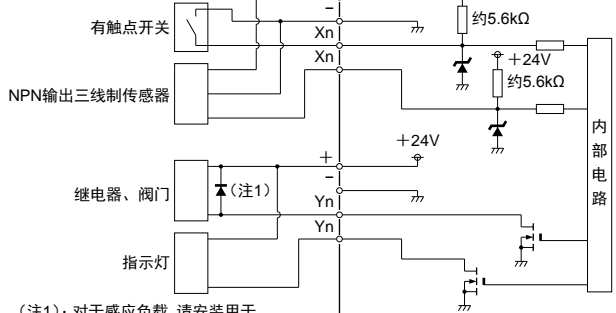 −
约5.6kΩ
有触点开关
Xn
Xn
＋24V
约5.6kΩ
NPN输出三线制传感器
内部电路
＋24V
＋
−
继电器、阀门
（注1）
Yn
Yn
指示灯
（注1）：对于感应负载，请安装用于